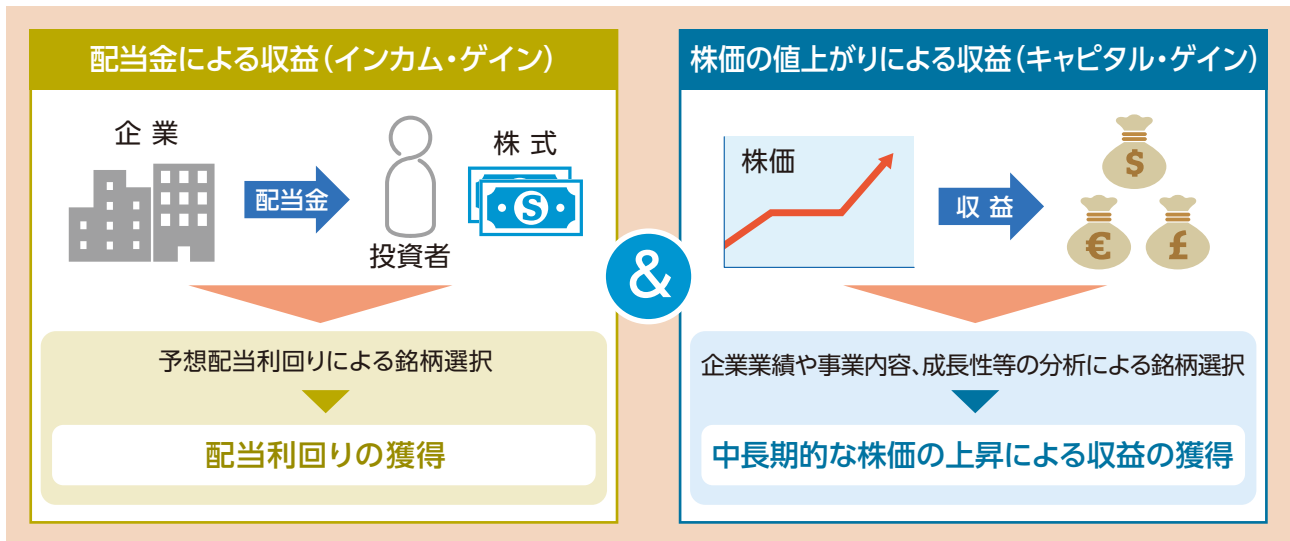 配当金による収益(インカム・ゲイン)
企業
配当金
投資者
株式
S
予想配当利回りによる銘柄選択
配当利回りの獲得
&
株価の値上がりによる収益(キャピタル・ゲイン)
株価
収益
$
€
£
企業業績や事業内容、成長性等の分析による銘柄選択
中長期的な株価の上昇による収益の獲得